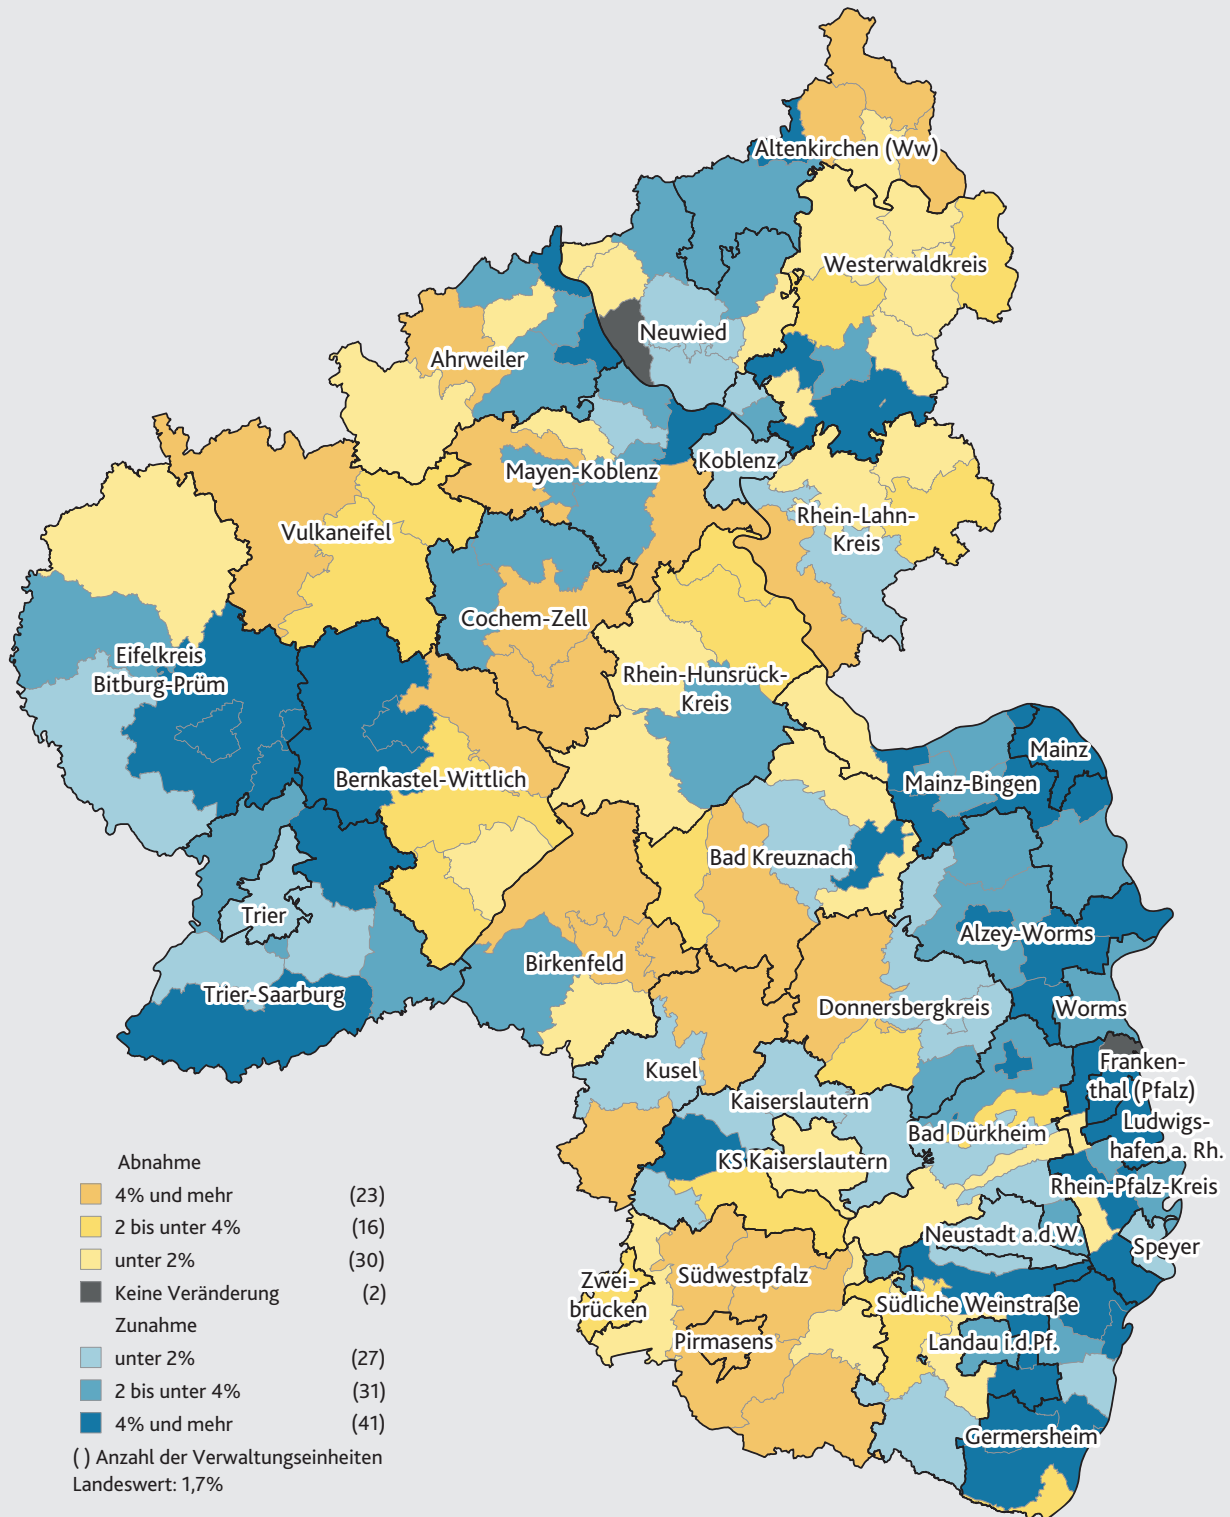 Altenkirchen (Ww)
Westerwaldkreis
Neuwied
Ahrweiler
Koblenz
Mayen-Koblenz
Rhein-Lahn-
Kreis
Vulkaneifel
Cochem-Zell
Eifelkreis
Bitburg-Prüm
Rhein-Hunsrück-
Kreis
Mainz
Mainz-Bingen
Bernkastel-Wittlich
Bad Kreuznach
Trier
Alzey-Worms
Birkenfeld
Trier-Saarburg
Donnersbergkreis
Worms
Kusel
Franken-
thal (Pfalz)
Kaiserslautern
Ludwigs-
hafen a. Rh.
Bad Dürkheim
KS Kaiserslautern
Rhein-Pfalz-Kreis
Neustadt a.d.W.
Speyer
Südwestpfalz
Zwei-
brücken
Südliche Weinstraße
Pirmasens
Landau i.d.Pf.
Germersheim
Abnahme
4% und mehr (23)
2 bis unter 4% (16)
unter 2% (30)
Keine Veränderung (2)
Zunahme
unter 2% (27)
2 bis unter 4% (31)
4% und mehr (41)
( ) Anzahl der Verwaltungseinheiten
Landeswert: 1,7%